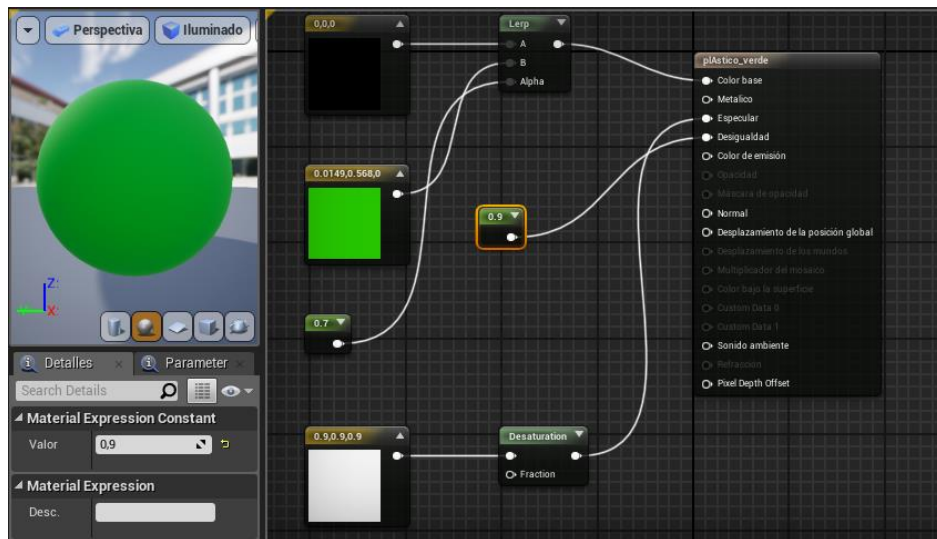 Perspectiva
Iluminado
Z:
X:
Detalles
Parameter
Search Details
Material Expression Constant
Valor
0,9
Material Expression
Desc.
0,0,0
0.0149,0.568,0
0.7
0.9,0.9,0.9
Lerp
A
B
Alpha
0.9
Desaturation
Fraction
plAstico_verde
Color base
Metalico
Especular
Desigualdad
Color de emisión
Opacidad
Máscara de opacidad
Normal
Desplazamiento de la posición global
Desplazamiento de los mundos
Multiplicador del mosaico
Color bajo la superficie
Custom Data 0
Custom Data 1
Sonido ambiente
Refracción
Pixel Depth Offset